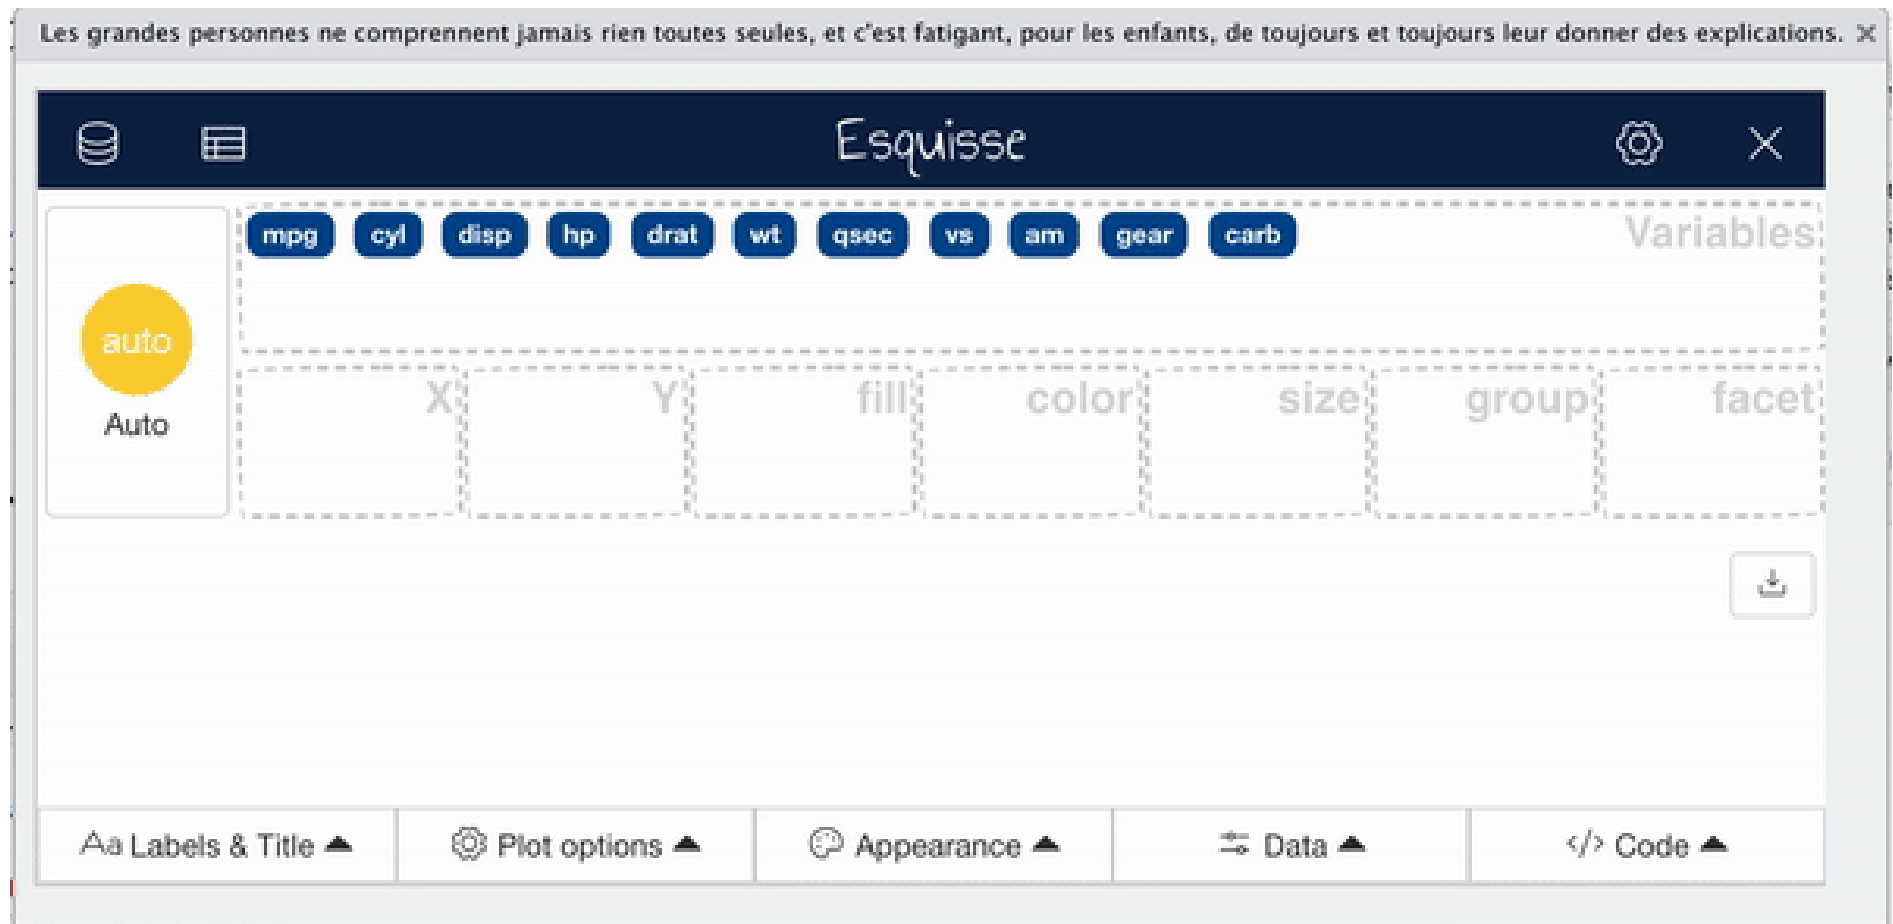 Les grandes personnes ne comprennent jamais rien toutes seules, et c'est fatigant, pour les enfants, de toujours et toujours leur donner des explications.
Esquisse
mpg cyl disp hp drat wt qsec vs am gear carb Variables
auto
Auto
X Y fill color size group facet
Aa Labels & Title Plot options Appearance Data </> Code